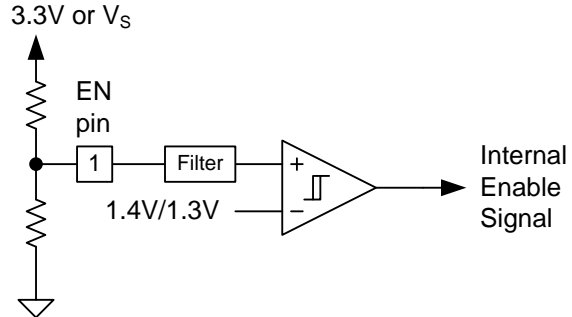 3.3V or VS
EN
pin
1
Filter
+
1.4V/1.3V
−
Internal
Enable
Signal